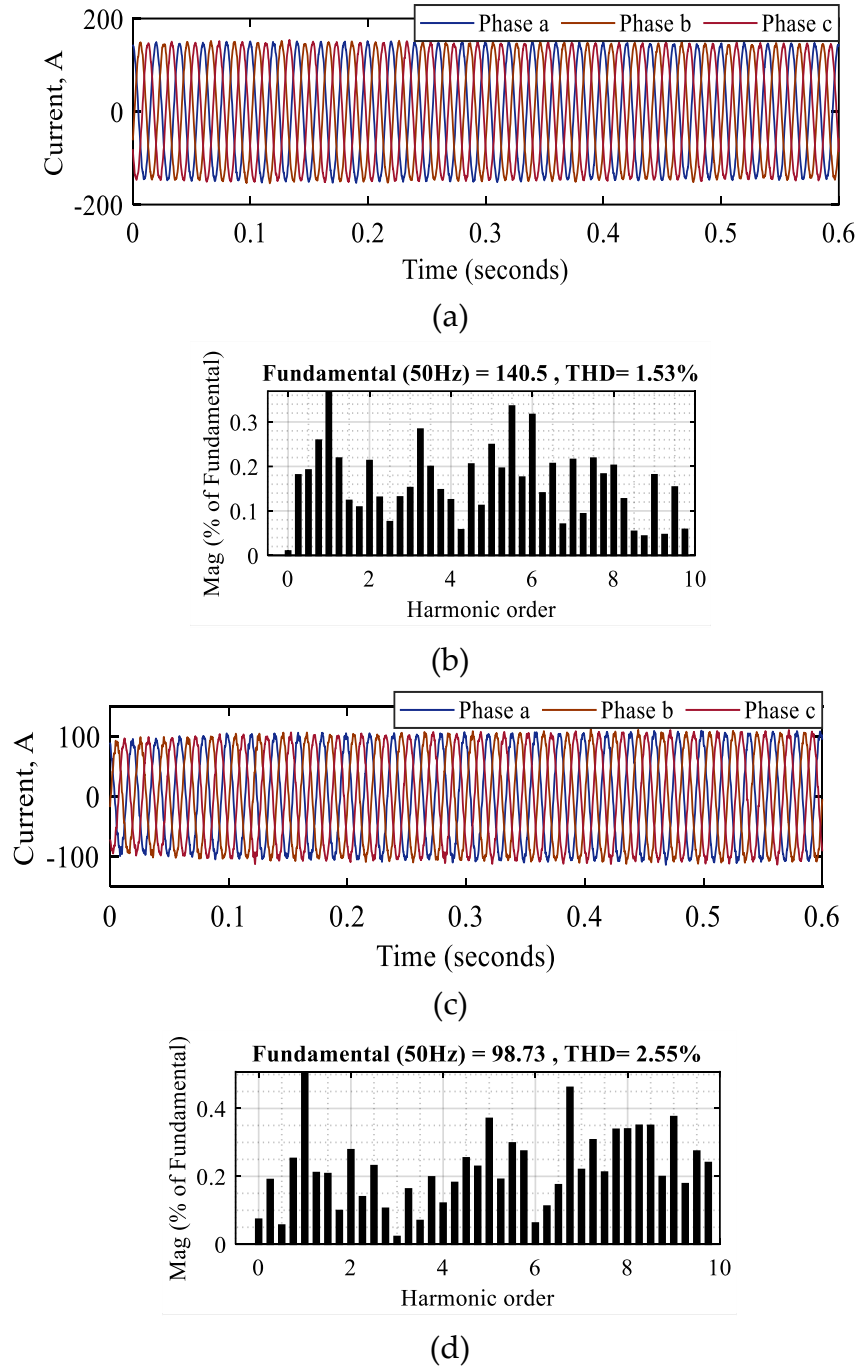 200
Phase a Phase b Phase c
Current, A
0
-200
0 0.1 0.2 0.3 0.4 0.5 0.6
Time (seconds)
(a)
Fundamental (50Hz) = 140.5 , THD= 1.53%
Mag (% of Fundamental)
0.3
0.2
0.1
0
0 2 4 6 8 10
Harmonic order
(b)
Phase a Phase b Phase c
Current, A
100
0
-100
0 0.1 0.2 0.3 0.4 0.5 0.6
Time (seconds)
(c)
Fundamental (50Hz) = 98.73 , THD= 2.55%
Mag (% of Fundamental)
0.4
0.2
0
0 2 4 6 8 10
Harmonic order
(d)